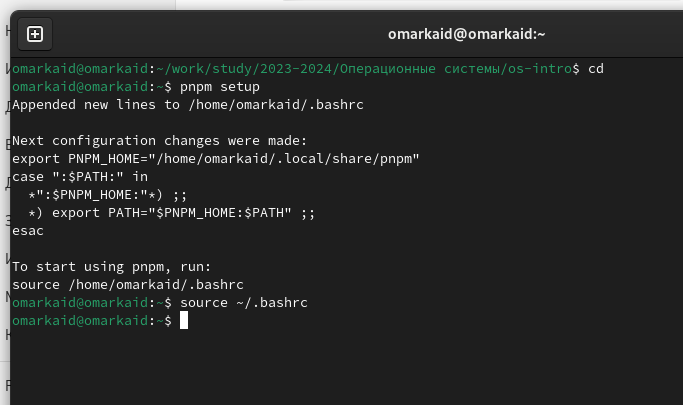 omarkaid@omarkaid:~
omarkaid@omarkaid:~/work/study/2023-2024/Операционные системы/os-intro$ cd
omarkaid@omarkaid:~$ pnpm setup
Appended new lines to /home/omarkaid/.bashrc

Next configuration changes were made:
export PNPM_HOME="/home/omarkaid/.local/share/pnpm"
case ":$PATH:" in
  *":$PNPM_HOME:"*) ;;
  *) export PATH="$PNPM_HOME:$PATH" ;;
esac

To start using pnpm, run:
source /home/omarkaid/.bashrc
omarkaid@omarkaid:~$ source ~/.bashrc
omarkaid@omarkaid:~$